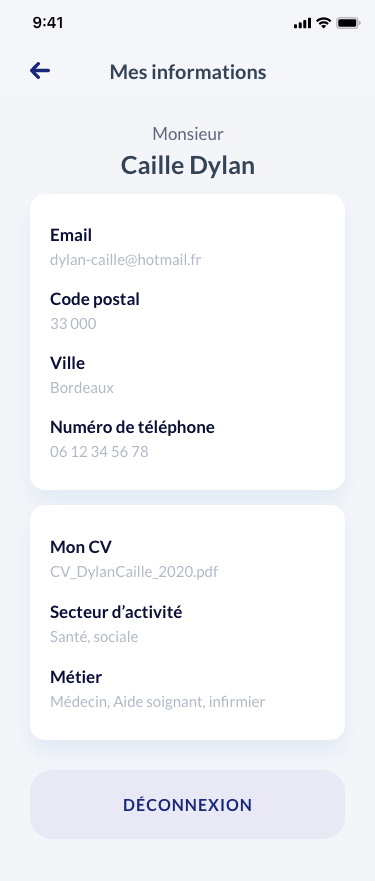 9:41
Mes informations
Monsieur
Caille Dylan
Email
dylan-caille@hotmail.fr
Code postal
33 000
Ville
Bordeaux
Numéro de téléphone
06 12 34 56 78
Mon CV
CV_DylanCaille_2020.pdf
Secteur d’activité
Santé, sociale
Métier
Médecin, Aide soignant, infirmier
DÉCONNEXION